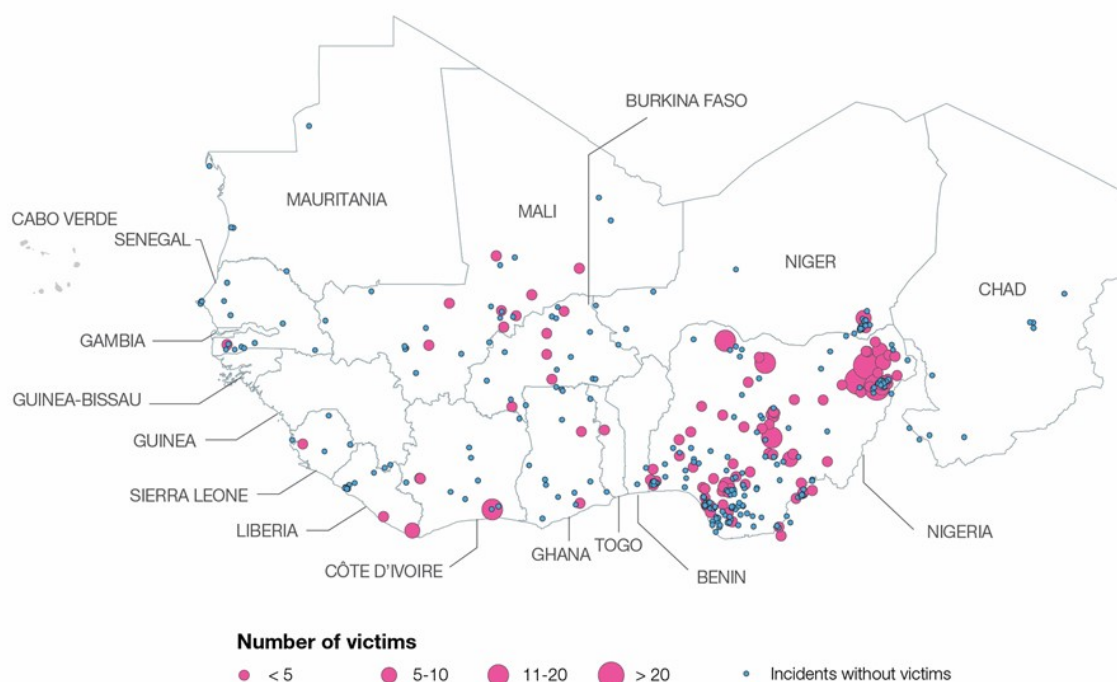 BURKINA FASO
MAURITANIA
MALI
CABO VERDE
SENEGAL
NIGER
CHAD
GAMBIA
GUINEA-BISSAU
GUINEA
SIERRA LEONE
LIBERIA
CÔTE D'IVOIRE
GHANA
TOGO
BENIN
NIGERIA
Number of victims
< 5
5-10
11-20
> 20
Incidents without victims